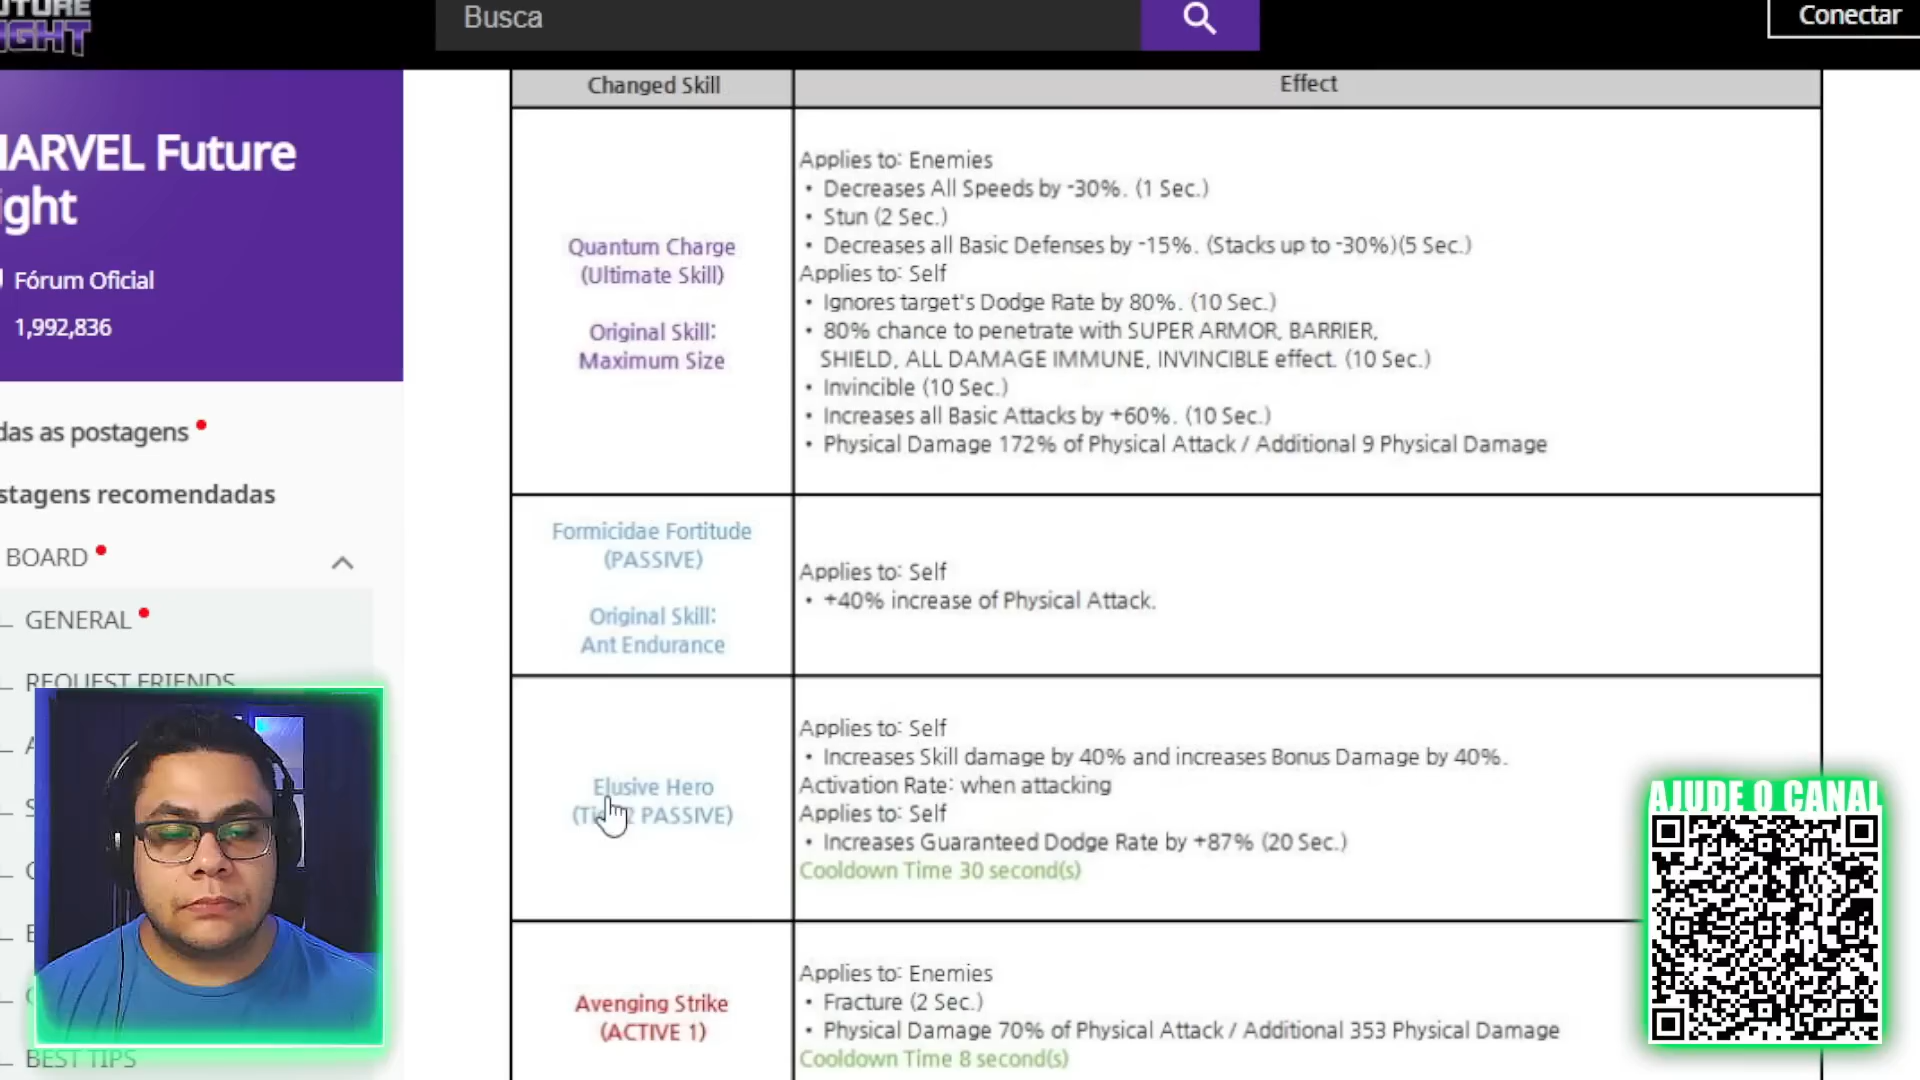 FUTURE
FIGHT
Busca
Conectar
MARVEL Future
Fight
Fórum Oficial
1,992,836
das as postagens
stagens recomendadas
BOARD
GENERAL
REQUEST FRIENDS
BEST TIPS
Changed Skill
Effect
Quantum Charge
(Ultimate Skill)
Original Skill:
Maximum Size
Applies to: Enemies
• Decreases All Speeds by -30%. (1 Sec.)
• Stun (2 Sec.)
• Decreases all Basic Defenses by -15%. (Stacks up to -30%)(5 Sec.)
Applies to: Self
• Ignores target's Dodge Rate by 80%. (10 Sec.)
• 80% chance to penetrate with SUPER ARMOR, BARRIER,
SHIELD, ALL DAMAGE IMMUNE, INVINCIBLE effect. (10 Sec.)
• Invincible (10 Sec.)
• Increases all Basic Attacks by +60%. (10 Sec.)
• Physical Damage 172% of Physical Attack / Additional 9 Physical Damage
Formicidae Fortitude
(PASSIVE)
Original Skill:
Ant Endurance
Applies to: Self
• +40% increase of Physical Attack.
Elusive Hero
(Tier2 PASSIVE)
Applies to: Self
• Increases Skill damage by 40% and increases Bonus Damage by 40%.
Activation Rate: when attacking
Applies to: Self
• Increases Guaranteed Dodge Rate by +87% (20 Sec.)
Cooldown Time 30 second(s)
Avenging Strike
(ACTIVE 1)
Applies to: Enemies
• Fracture (2 Sec.)
• Physical Damage 70% of Physical Attack / Additional 353 Physical Damage
Cooldown Time 8 second(s)
AJUDE O CANAL